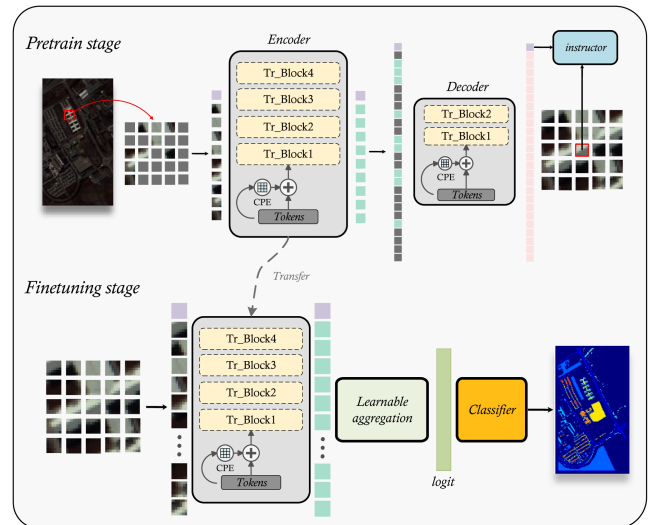 Pretrain stage
Encoder
Tr_Block4
Tr_Block3
Tr_Block2
Tr_Block1
CPE
Tokens
Decoder
Tr_Block2
Tr_Block1
CPE
Tokens
instructor
Transfer
Finetuning stage
Tr_Block4
Tr_Block3
Tr_Block2
Tr_Block1
CPE
Tokens
Learnable
aggregation
logit
Classifier